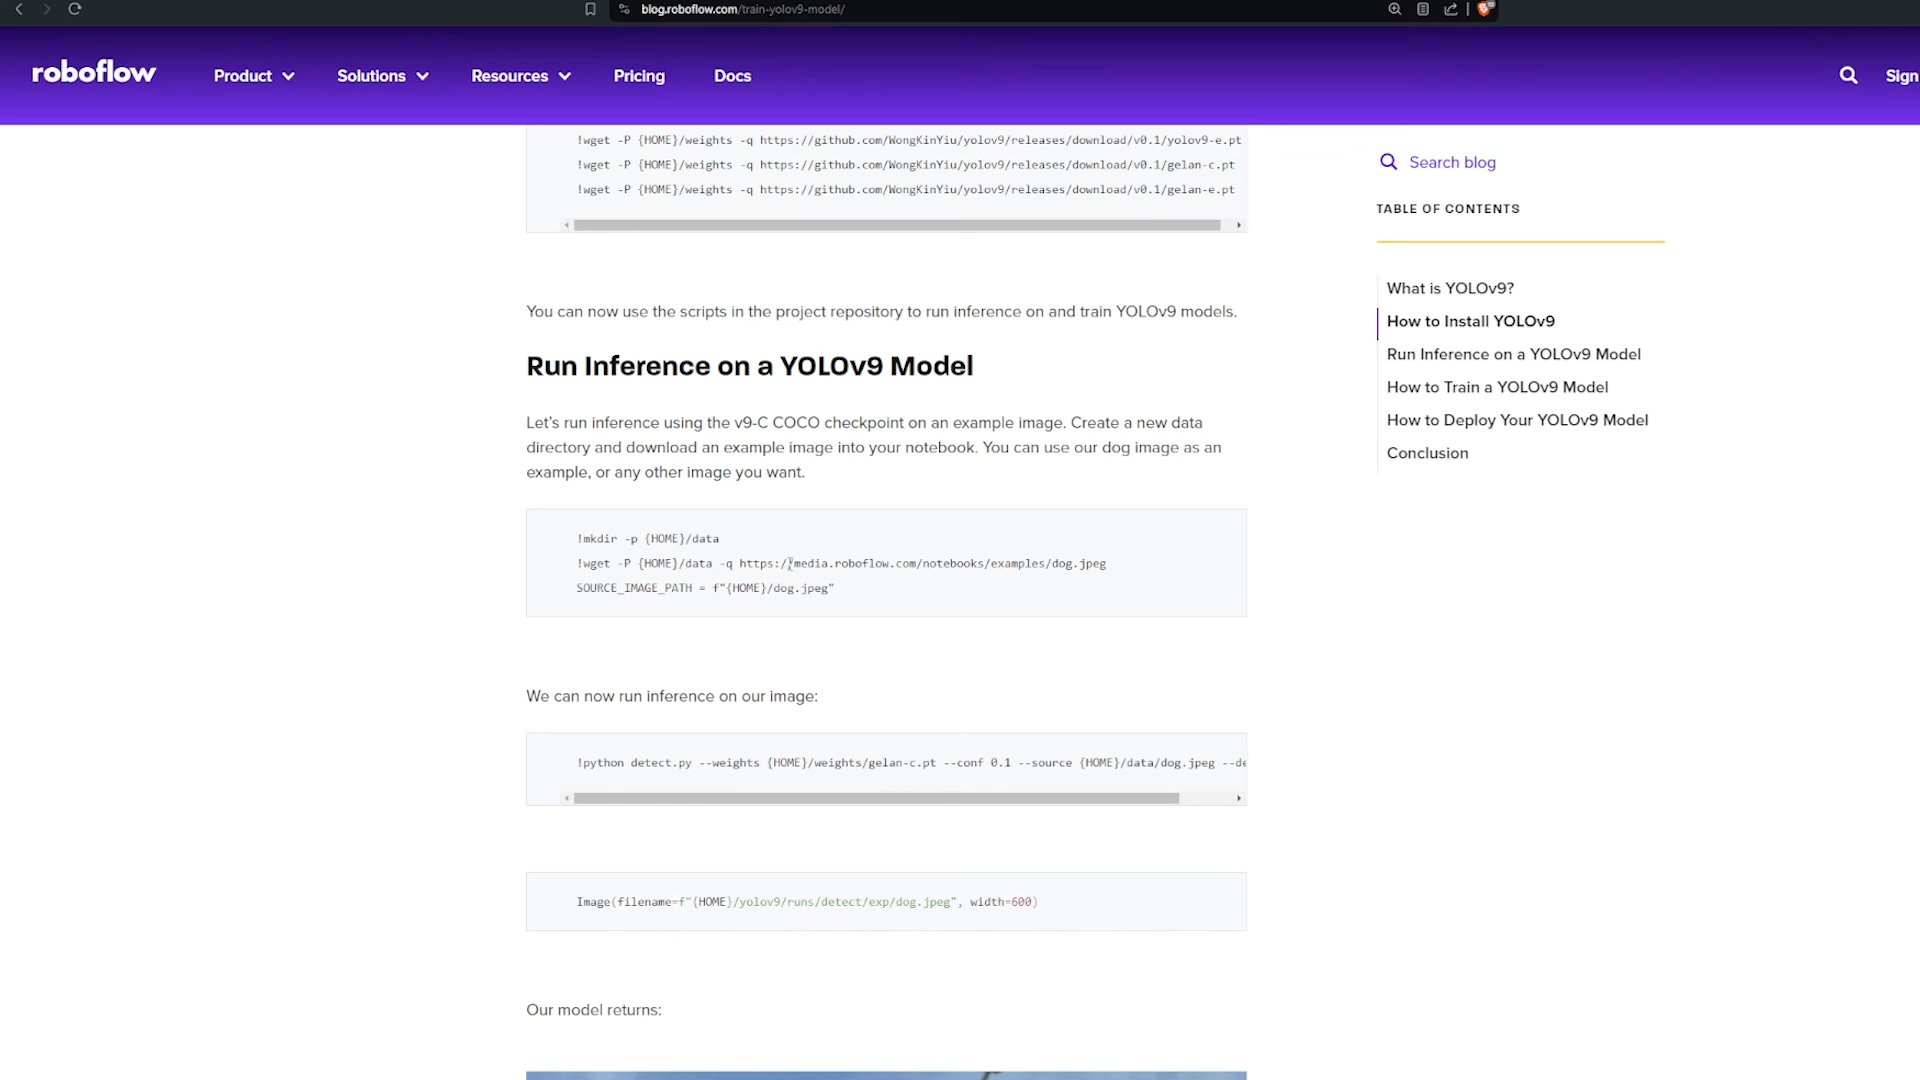 blog.roboflow.com/train-yolov9-model/
roboflow
Product
Solutions
Resources
Pricing
Docs
Sign
!wget -P {HOME}/weights -q https://github.com/WongKinYiu/yolov9/releases/download/v0.1/yolov9-e.pt
!wget -P {HOME}/weights -q https://github.com/WongKinYiu/yolov9/releases/download/v0.1/gelan-c.pt
!wget -P {HOME}/weights -q https://github.com/WongKinYiu/yolov9/releases/download/v0.1/gelan-e.pt
You can now use the scripts in the project repository to run inference on and train YOLOv9 models.
Run Inference on a YOLOv9 Model
Let's run inference using the v9-C COCO checkpoint on an example image. Create a new data
directory and download an example image into your notebook. You can use our dog image as an
example, or any other image you want.
!mkdir -p {HOME}/data
!wget -P {HOME}/data -q https://media.roboflow.com/notebooks/examples/dog.jpeg
SOURCE_IMAGE_PATH = f"{HOME}/dog.jpeg"
We can now run inference on our image:
!python detect.py --weights {HOME}/weights/gelan-c.pt --conf 0.1 --source {HOME}/data/dog.jpeg --de
Image(filename=f"{HOME}/yolov9/runs/detect/exp/dog.jpeg", width=600)
Our model returns:
Search blog
TABLE OF CONTENTS
What is YOLOv9?
How to Install YOLOv9
Run Inference on a YOLOv9 Model
How to Train a YOLOv9 Model
How to Deploy Your YOLOv9 Model
Conclusion